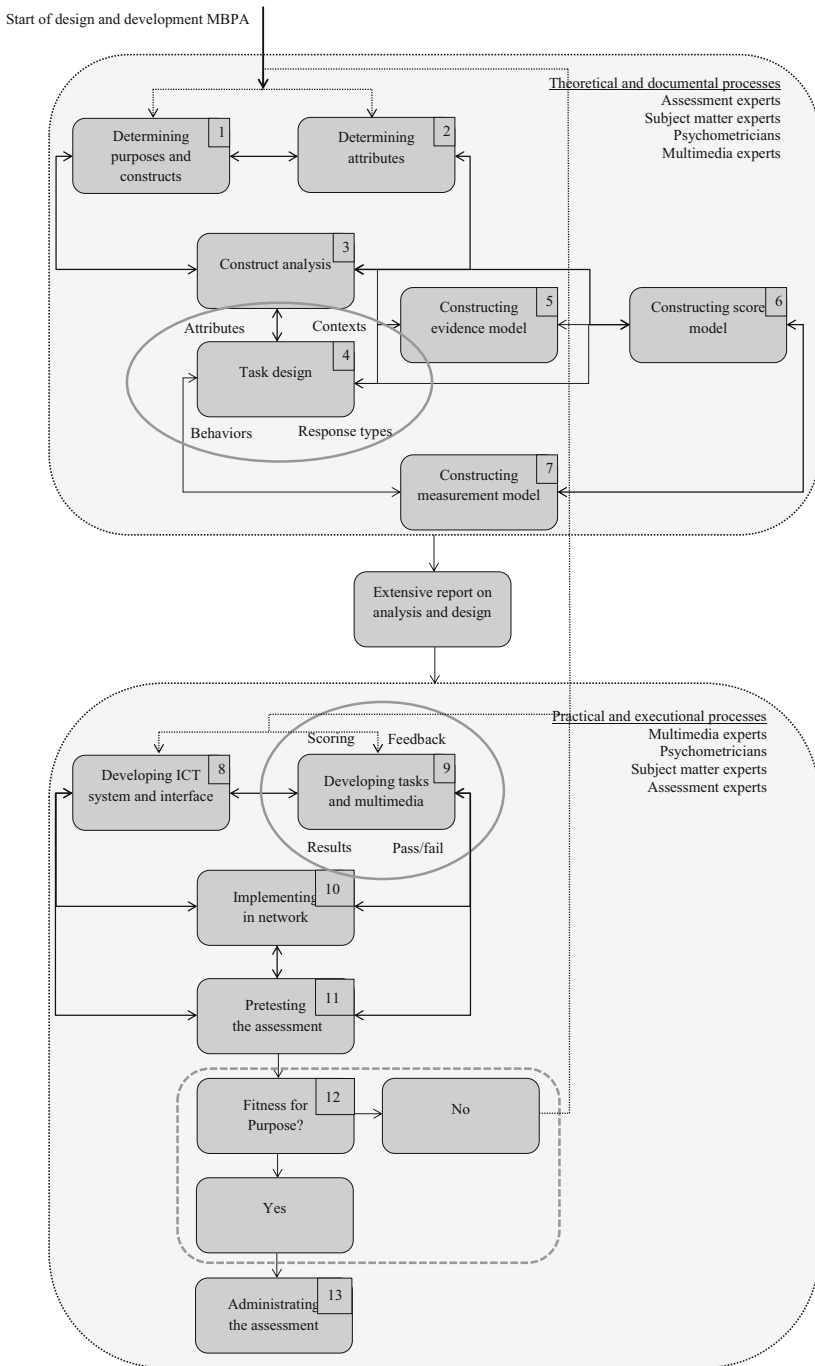 Start of design and development MBPA
Theoretical and documental processes
Assessment experts
Subject matter experts
Psychometricians
Multimedia experts
1
Determining
purposes and
constructs
2
Determining
attributes
3
Construct analysis
Attributes
Contexts
4
Task design
Behaviors
Response types
5
Constructing
evidence model
6
Constructing score
model
7
Constructing
measurement model
Extensive report on
analysis and design
Practical and executional processes
Multimedia experts
Psychometricians
Subject matter experts
Assessment experts
Scoring
Feedback
8
Developing ICT
system and interface
9
Developing tasks
and multimedia
Results
Pass/fail
10
Implementing
in network
11
Pretesting
the assessment
12
Fitness for
Purpose?
No
Yes
13
Administrating
the assessment